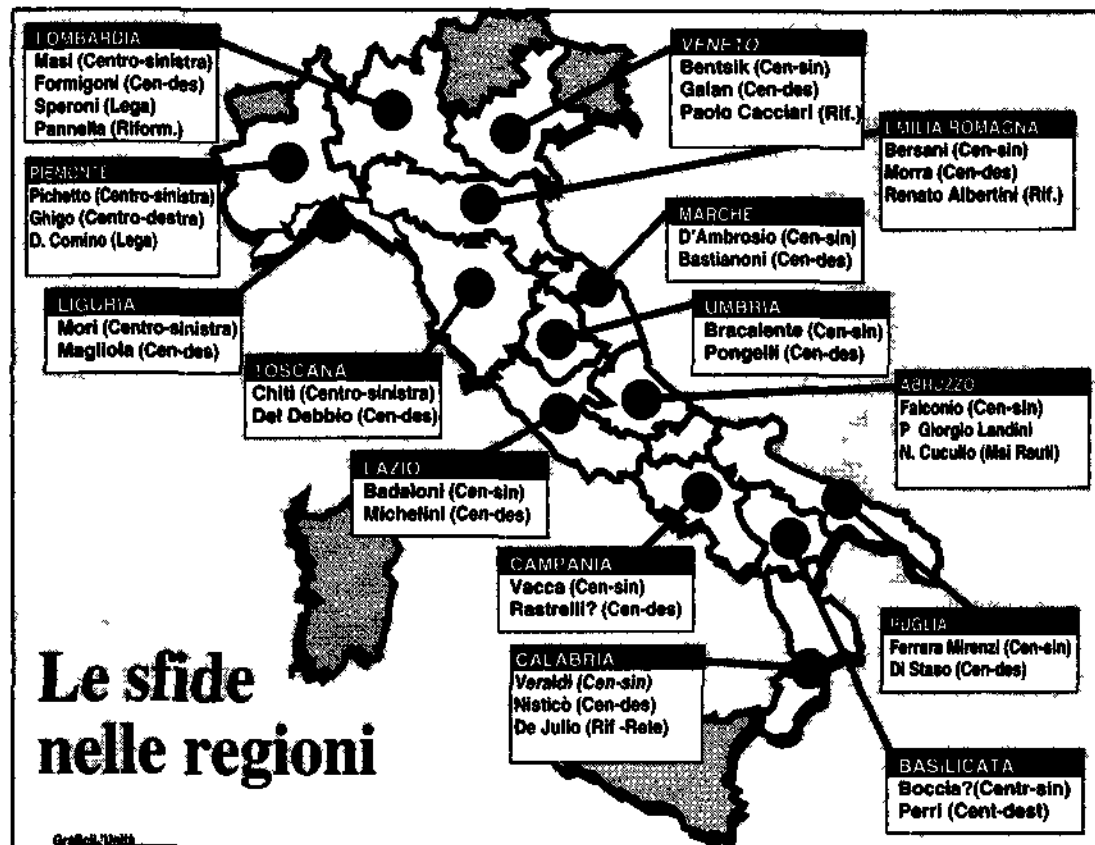 LOMBARDIA
Masi (Centro-sinistra)
Formigoni (Cen-des)
Speroni (Lega)
Pannella (Riform.)
VENETO
Bentsik (Cen-sin)
Galan (Cen-des)
Paolo Cacciari (Rif.)
EMILIA ROMAGNA
Bersani (Cen-sin)
Morra (Cen-des)
Renato Albertini (Rif.)
PIEMONTE
Pichetto (Centro-sinistra)
Ghigo (Centro-destra)
D. Comino (Lega)
MARCHE
D'Ambrosio (Cen-sin)
Bastianoni (Cen-des)
LIGURIA
Mori (Centro-sinistra)
Magliola (Cen-des)
UMBRIA
Bracalente (Cen-sin)
Pongelli (Cen-des)
TOSCANA
Chiti (Centro-sinistra)
Del Debbio (Cen-des)
ABRUZZO
Falconio (Cen-sin)
P Giorgio Landini
N. Cucullo (Msi Rauti)
LAZIO
Badaloni (Cen-sin)
Michelini (Cen-des)
CAMPANIA
Vacca (Cen-sin)
Rastrelli? (Cen-des)
PUGLIA
Ferrara Mirenzi (Cen-sin)
Di Staso (Cen-des)
CALABRIA
Veraldi (Cen-sin)
Nisticò (Cen-des)
De Julio (Rif -Rete)
BASILICATA
Boccia?(Centr-sin)
Perri (Cent-dest)
Le sfide
nelle regioni
Grafici L'Unità